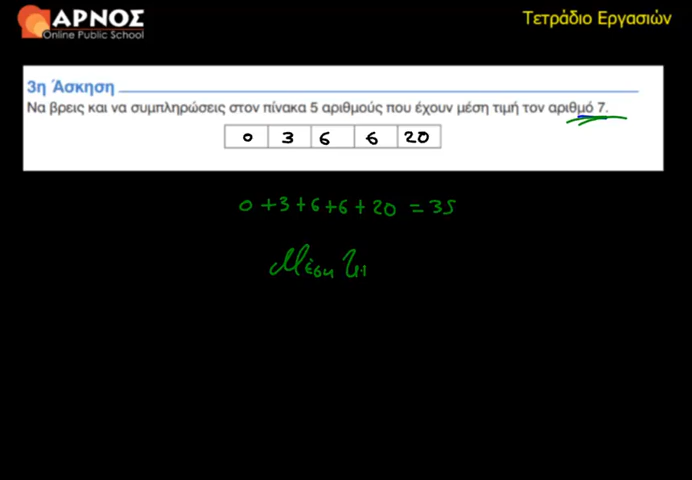 ΑΡΝΟΣ
Online Public School
Τετράδιο Εργασιών
3η Άσκηση
Να βρεις και να συμπληρώσεις στον πίνακα 5 αριθμούς που έχουν μέση τιμή τον αριθμό 7.
0 3 6 6 20
0 + 3 + 6 + 6 + 20 = 35
Μέση